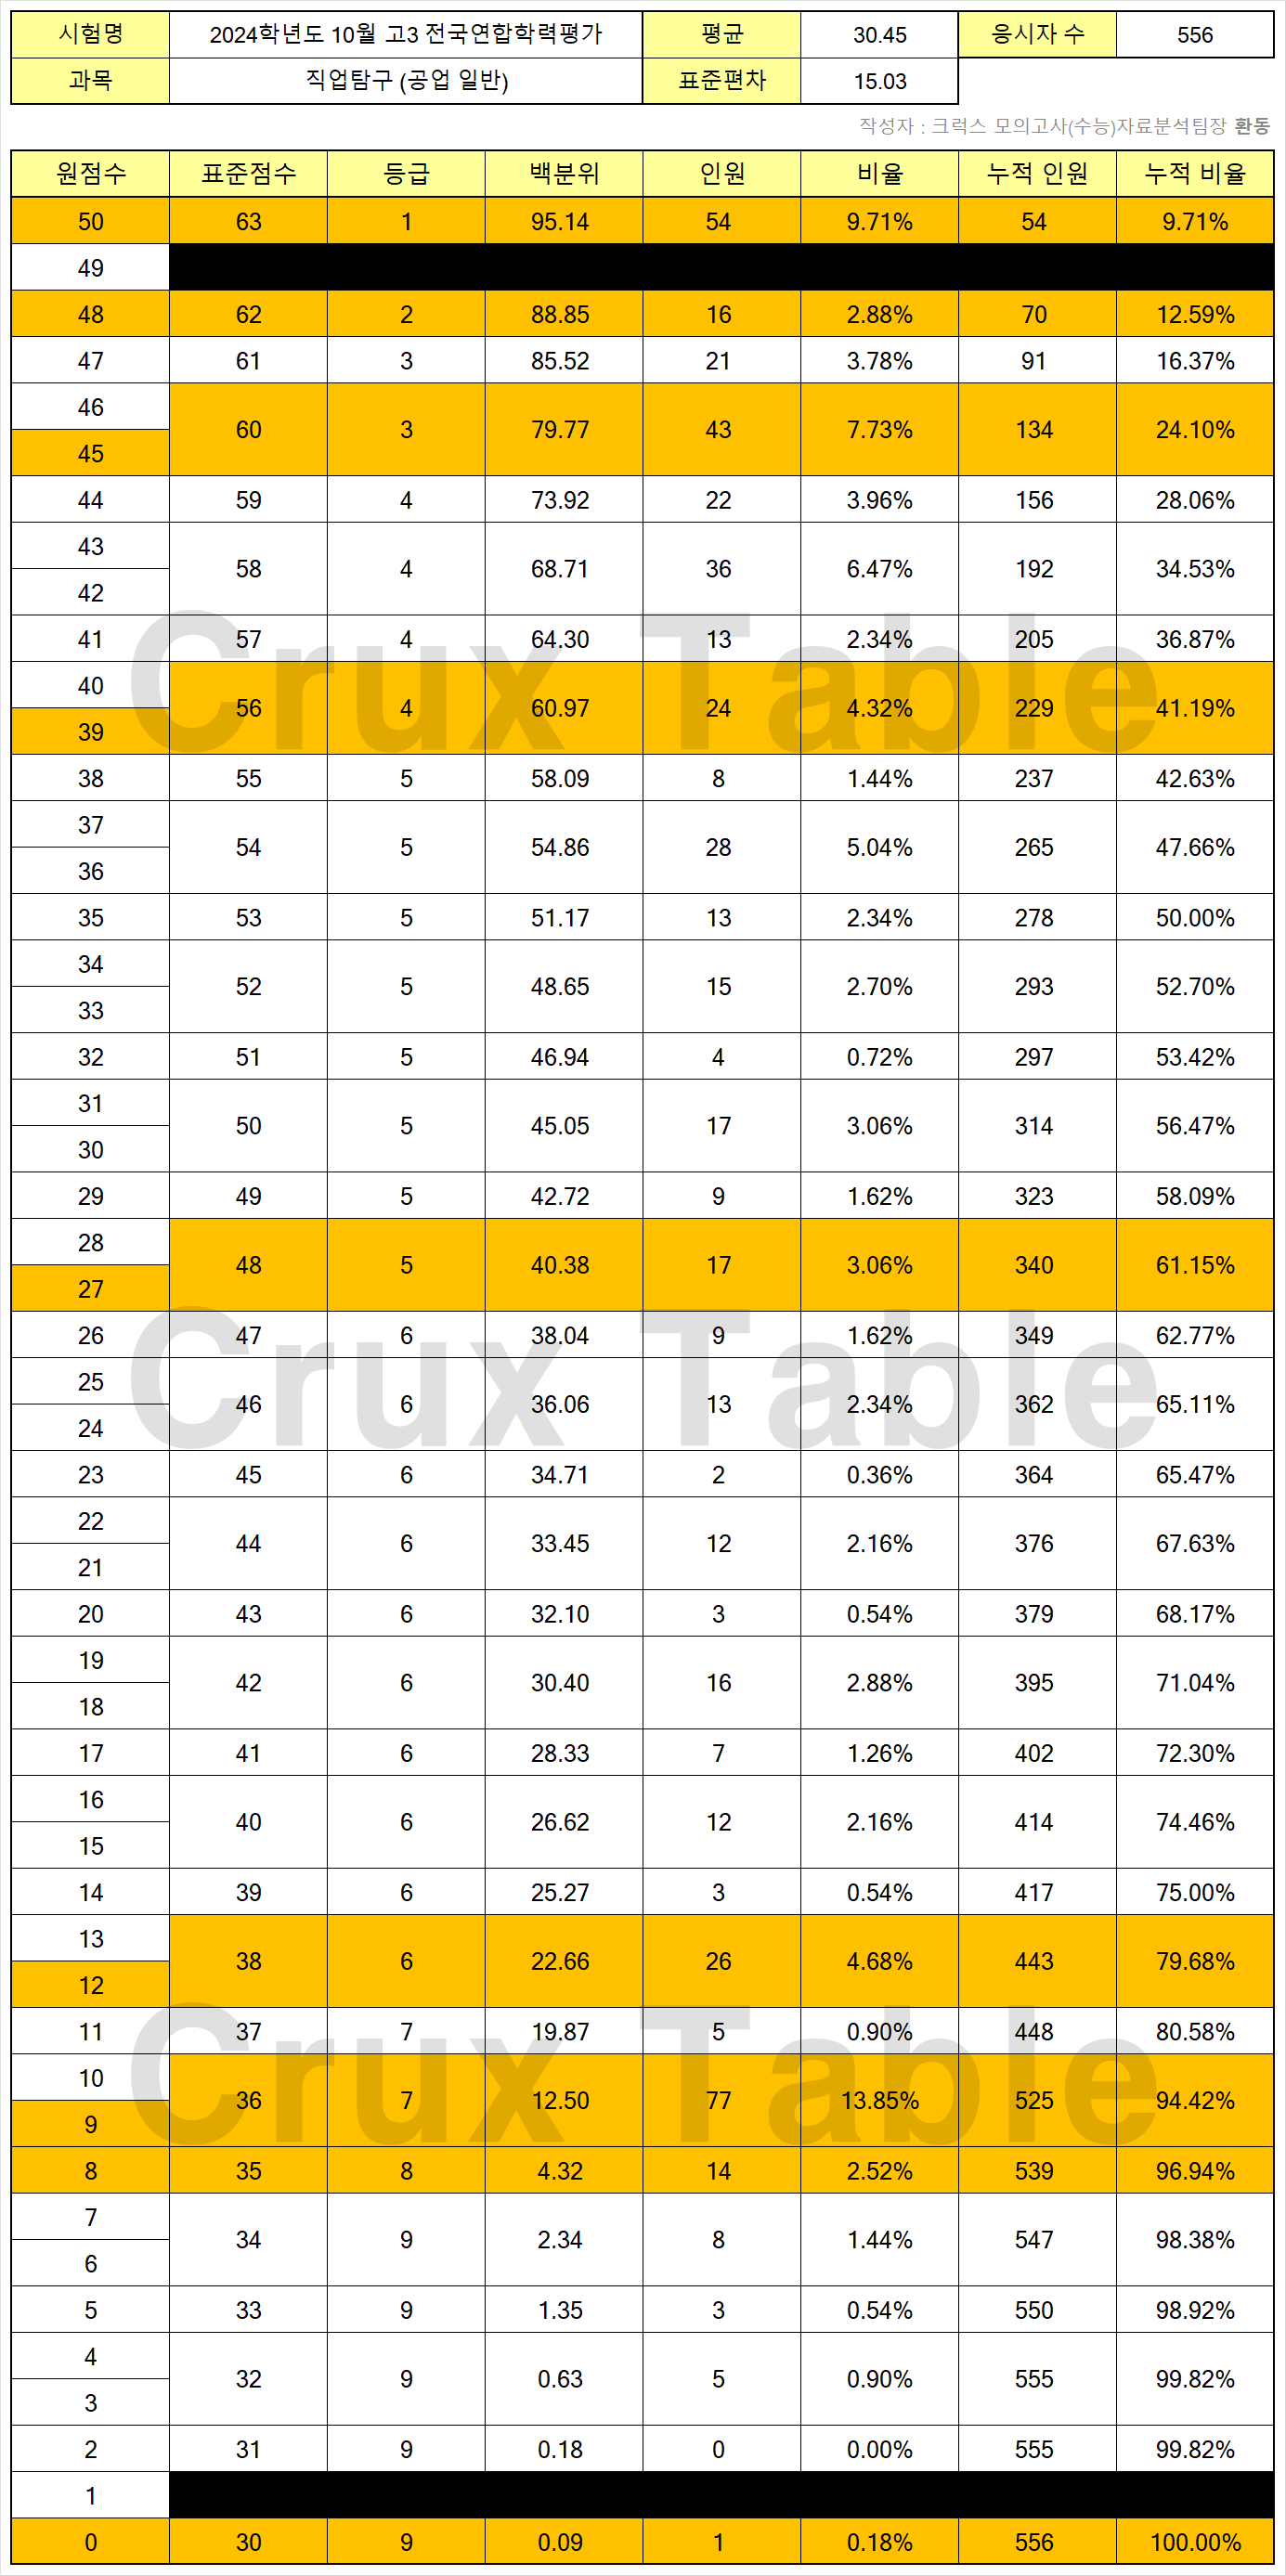 시험명 2024학년도 10월 고3 전국연합학력평가 평균 30.45 응시자 수 556
과목 직업탐구 (공업 일반) 표준편차 15.03
작성자 : 크럭스 모의고사(수능)자료분석팀장 환동
원점수 표준점수 등급 백분위 인원 비율 누적 인원 누적 비율
50 63 1 95.14 54 9.71% 54 9.71%
49
48 62 2 88.85 16 2.88% 70 12.59%
47 61 3 85.52 21 3.78% 91 16.37%
46
60 3 79.77 43 7.73% 134 24.10%
45
44 59 4 73.92 22 3.96% 156 28.06%
43
58 4 68.71 36 6.47% 192 34.53%
42
41 57 4 64.30 13 2.34% 205 36.87%
40
56 4 60.97 24 4.32% 229 41.19%
Crux Table
39
38 55 5 58.09 8 1.44% 237 42.63%
37
54 5 54.86 28 5.04% 265 47.66%
36
35 53 5 51.17 13 2.34% 278 50.00%
34
52 5 48.65 15 2.70% 293 52.70%
33
32 51 5 46.94 4 0.72% 297 53.42%
31
50 5 45.05 17 3.06% 314 56.47%
30
29 49 5 42.72 9 1.62% 323 58.09%
28
48 5 40.38 17 3.06% 340 61.15%
27
26 47 6 38.04 9 1.62% 349 62.77%
Crux Table
25
46 6 36.06 13 2.34% 362 65.11%
24
23 45 6 34.71 2 0.36% 364 65.47%
22
44 6 33.45 12 2.16% 376 67.63%
21
20 43 6 32.10 3 0.54% 379 68.17%
19
42 6 30.40 16 2.88% 395 71.04%
18
17 41 6 28.33 7 1.26% 402 72.30%
16
40 6 26.62 12 2.16% 414 74.46%
15
14 39 6 25.27 3 0.54% 417 75.00%
13
38 6 22.66 26 4.68% 443 79.68%
12
11 37 7 19.87 5 0.90% 448 80.58%
Crux Table
10
36 7 12.50 77 13.85% 525 94.42%
9
8 35 8 4.32 14 2.52% 539 96.94%
7
34 9 2.34 8 1.44% 547 98.38%
6
5 33 9 1.35 3 0.54% 550 98.92%
4
32 9 0.63 5 0.90% 555 99.82%
3
2 31 9 0.18 0 0.00% 555 99.82%
1
0 30 9 0.09 1 0.18% 556 100.00%